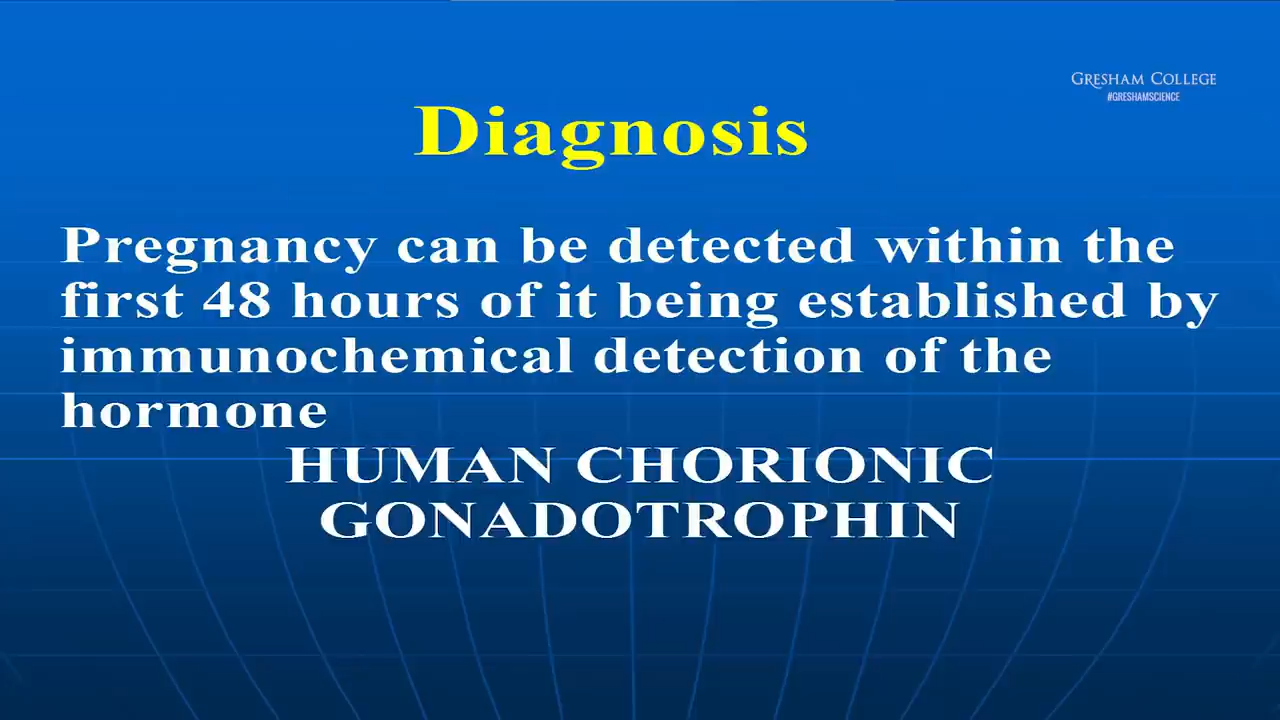 GRESHAM COLLEGE
#GRESHAMSCIENCE
Diagnosis
Pregnancy can be detected within the
first 48 hours of it being established by
immunochemical detection of the
hormone
HUMAN CHORIONIC
GONADOTROPHIN